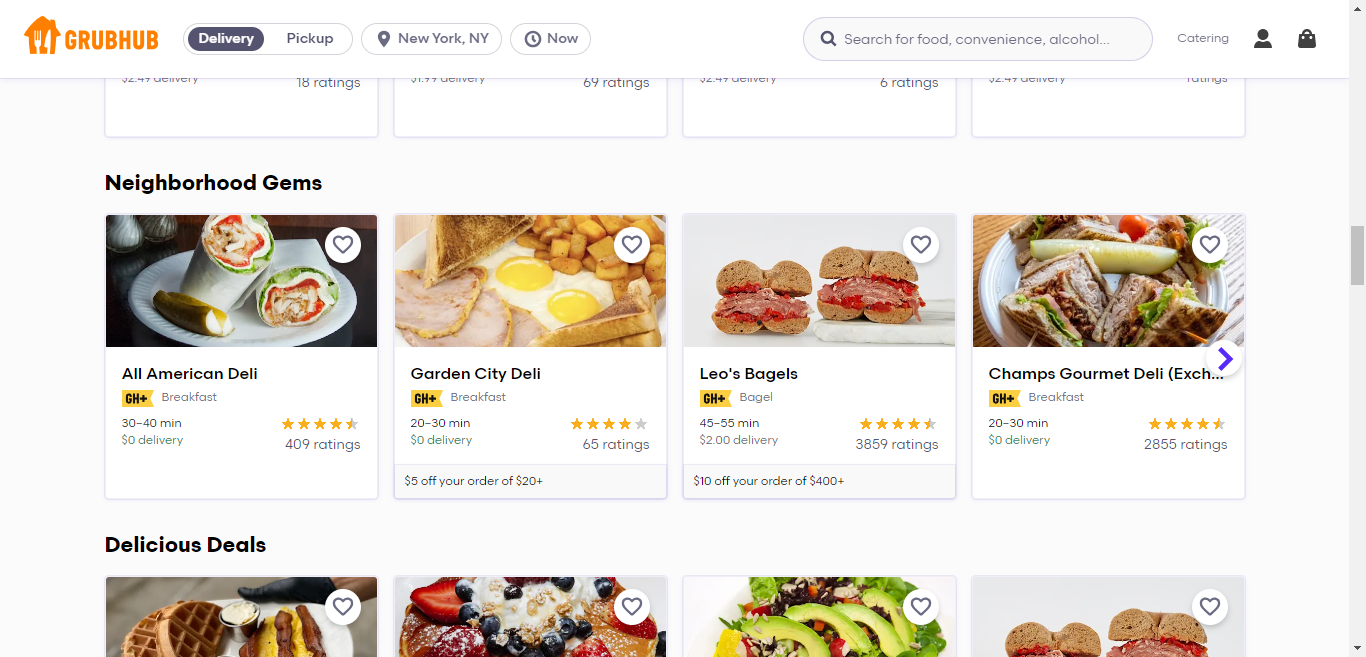 GRUBHUB
Delivery
Pickup
New York, NY
Now
Search for food, convenience, alcohol...
Catering
$2.49 delivery
18 ratings
$1.99 delivery
69 ratings
$2.49 delivery
6 ratings
$2.49 delivery
ratings
Neighborhood Gems
All American Deli
GH+ Breakfast
30–40 min
$0 delivery
409 ratings
Garden City Deli
GH+ Breakfast
20–30 min
$0 delivery
65 ratings
$5 off your order of $20+
Leo's Bagels
GH+ Bagel
45–55 min
$2.00 delivery
3859 ratings
$10 off your order of $400+
Champs Gourmet Deli (Exch...
GH+ Breakfast
20–30 min
$0 delivery
2855 ratings
Delicious Deals